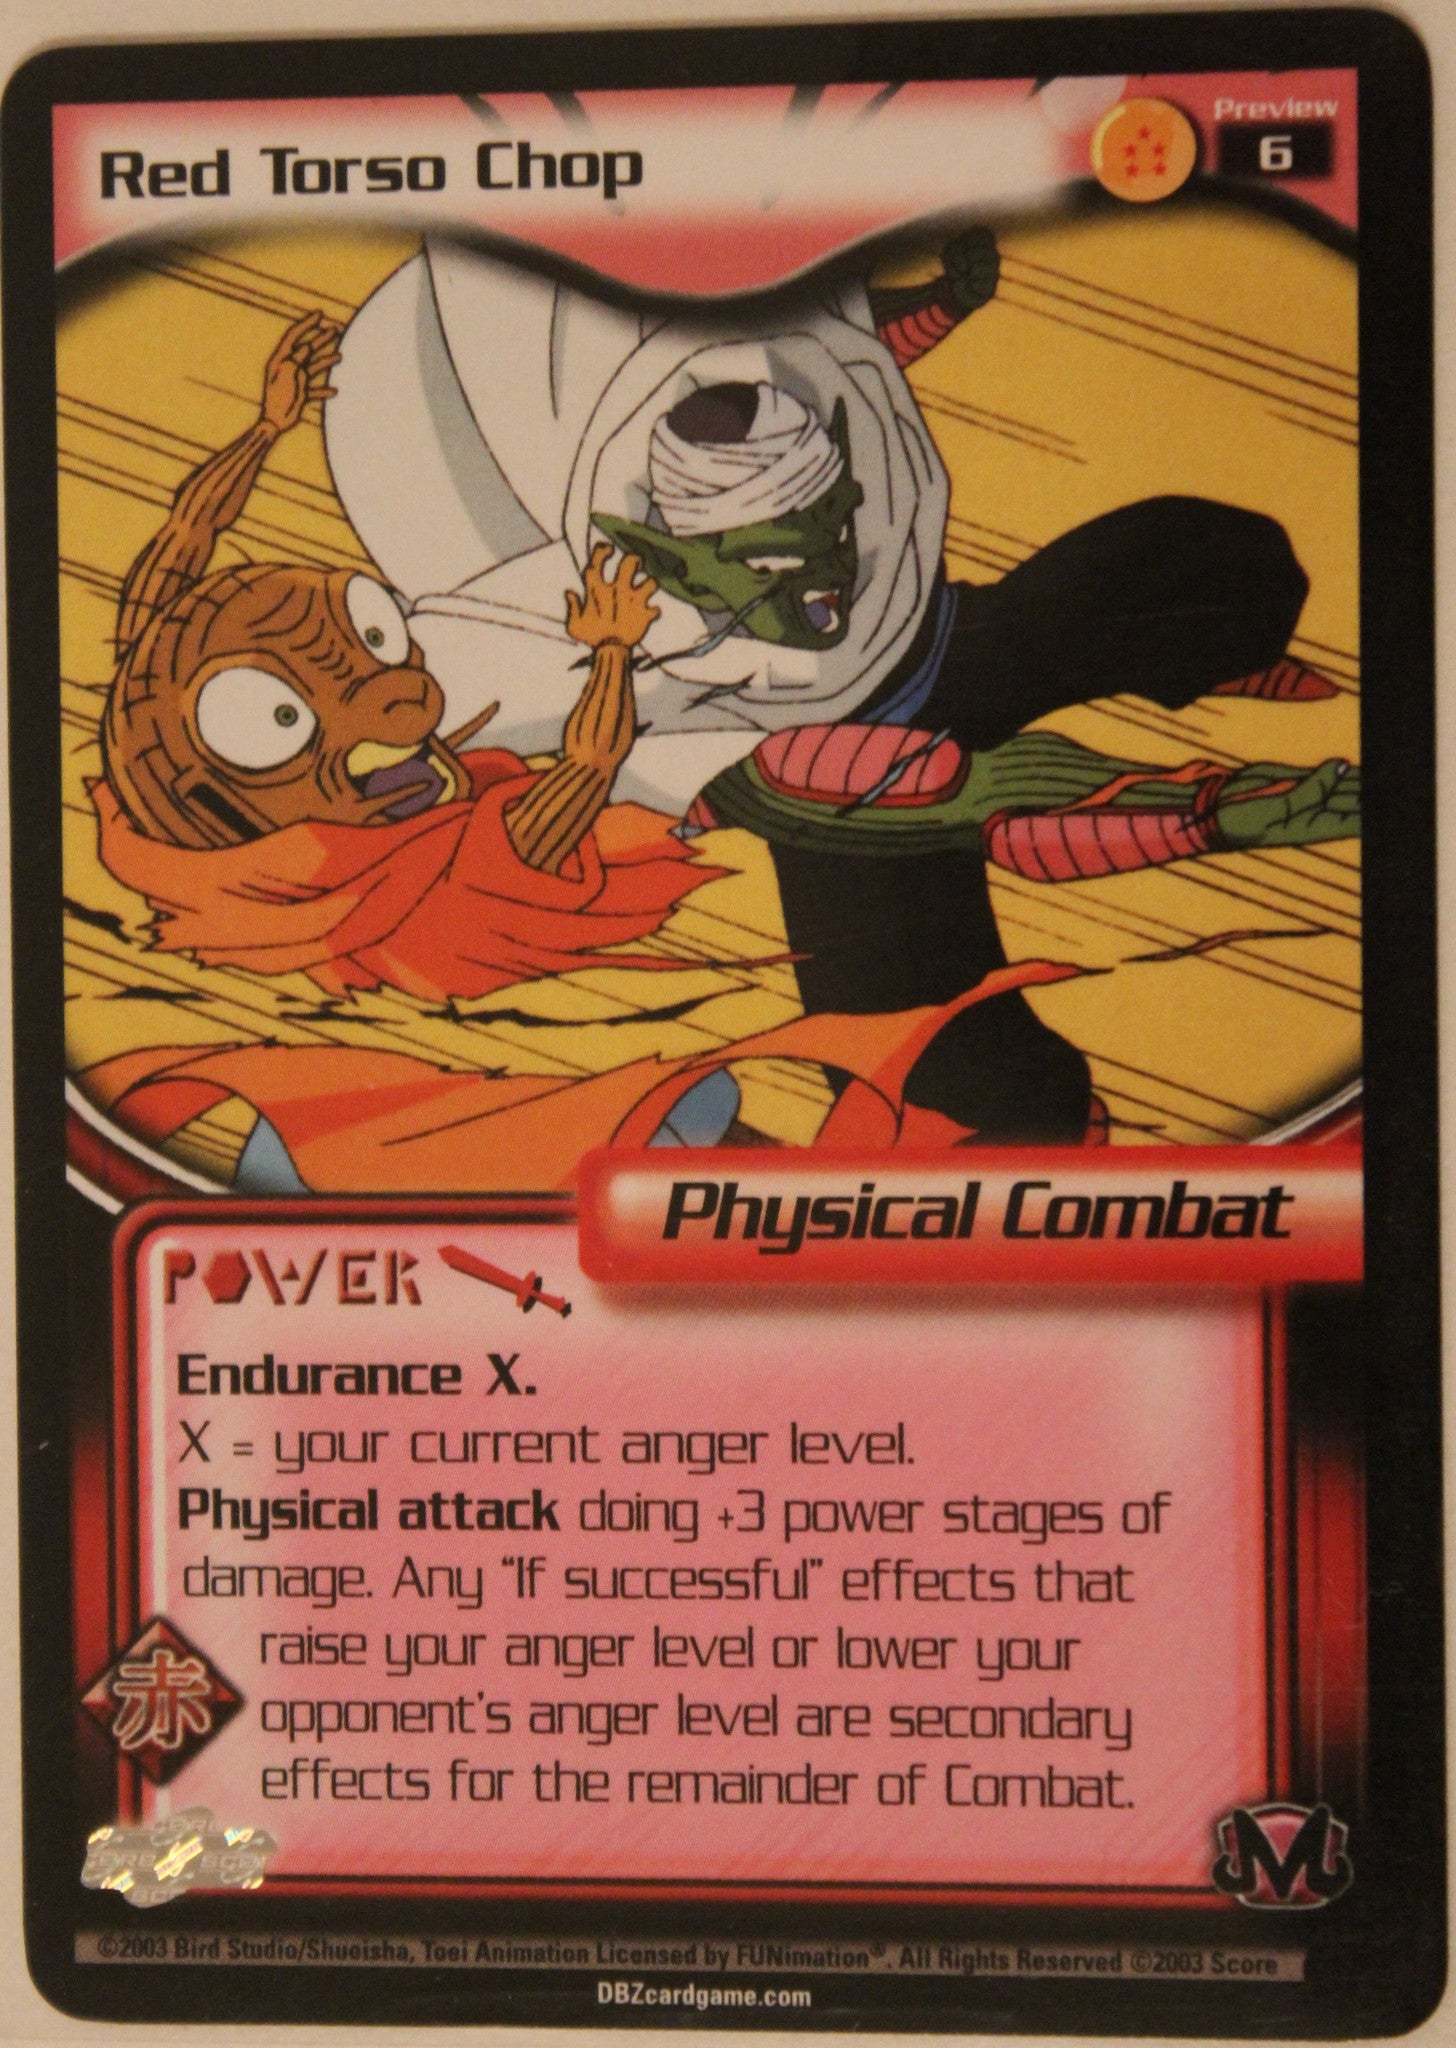 Preview
Red Torso Chop
6
Physical Combat
POWER
Endurance X.
X = your current anger level.
Physical attack doing +3 power stages of
damage. Any "If successful" effects that
raise your anger level or lower your
opponent's anger level are secondary
effects for the remainder of Combat.
赤
M
©2003 Bird Studio/Shueisha, Toei Animation Licensed by FUNimation®. All Rights Reserved ©2003 Score
DBZcardgame.com